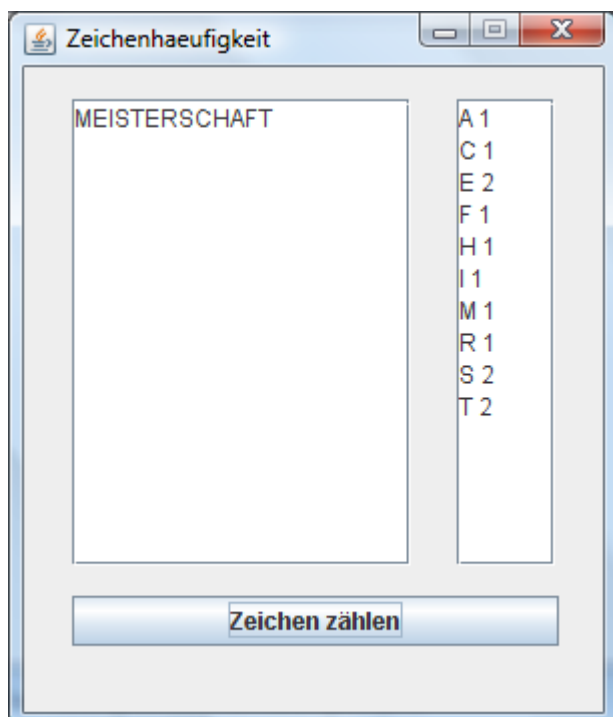 Zeichenhaeufigkeit
MEISTERSCHAFT
A 1
C 1
E 2
F 1
H 1
I 1
M 1
R 1
S 2
T 2
Zeichen zählen